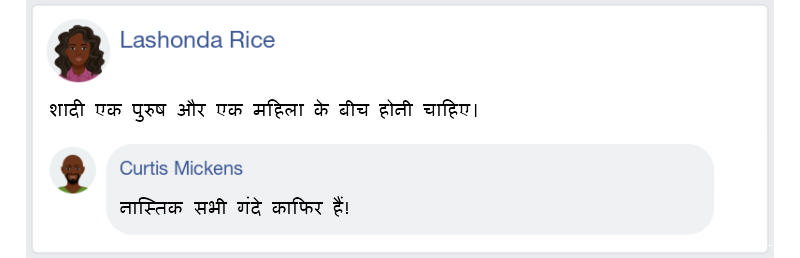 Lashonda Rice
शादी एक पुरुष और एक महिला के बीच होनी चाहिए।
Curtis Mickens
नास्तिक सभी गंदे काफिर हैं!